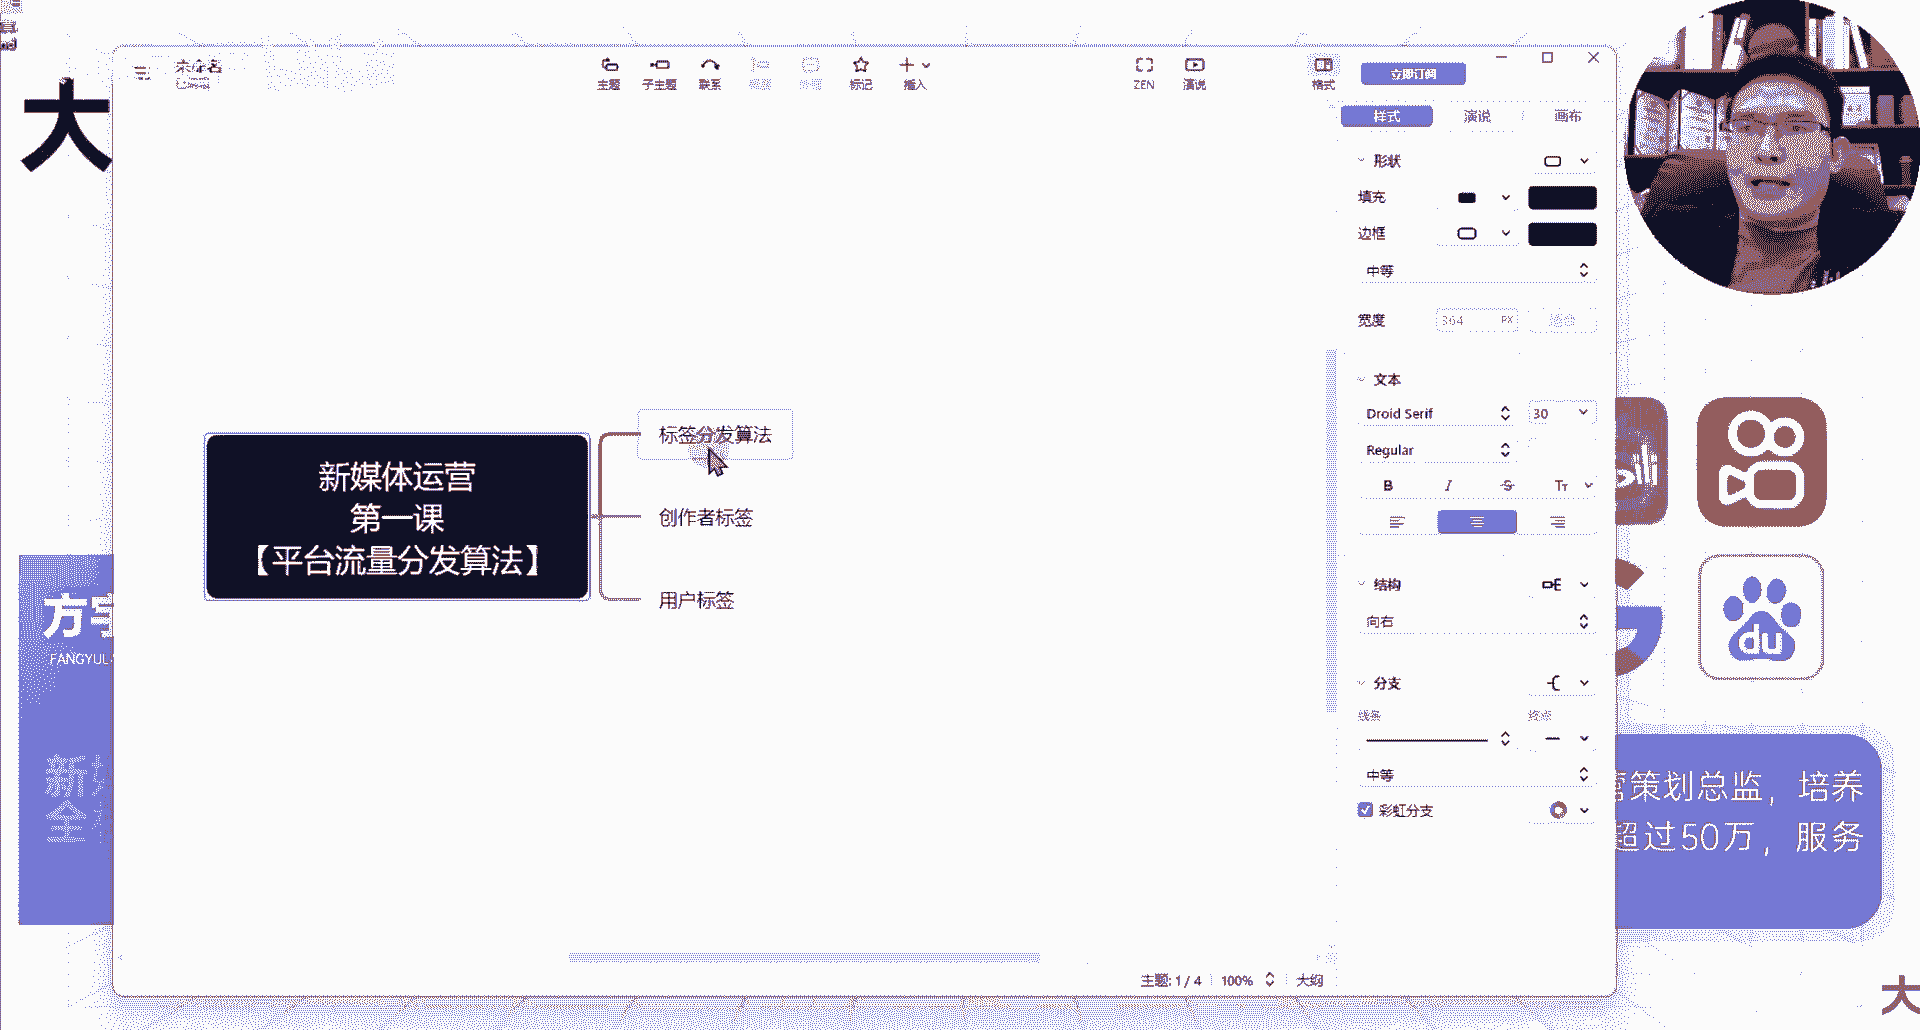 大
未命名
已编辑
主题
子主题
联系
概要
外框
标记
插入
ZEN
演说
格式
立即订阅
样式
演说
画布
形状
填充
边框
中等
宽度
364
PX
适合
文本
Droid Serif
30
Regular
B
I
S
Tт
标签分发算法
新媒体运营
第一课
【平台流量分发算法】
创作者标签
用户标签
结构
向右
分支
线条
终点
中等
彩虹分支
FANGYU
新
全
du
策划总监，培养
超过50万，服务
主题: 1 / 4
100%
大纲
大